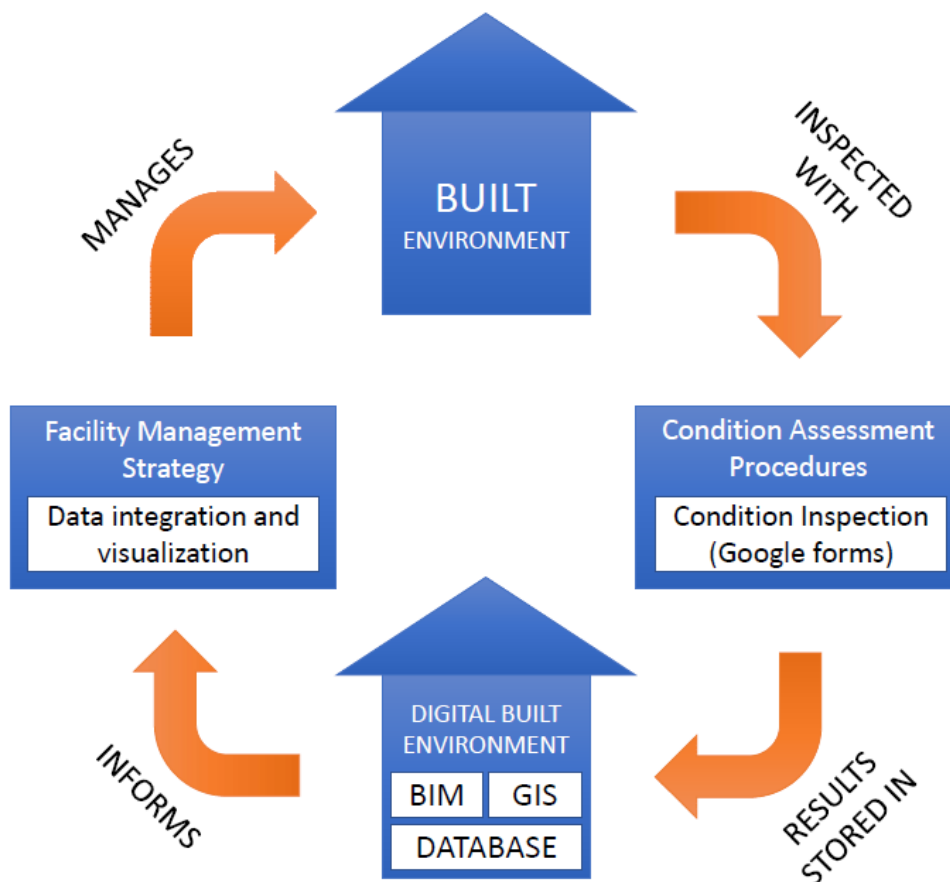 BUILT
ENVIRONMENT
MANAGES
INSPECTED
WITH
Facility Management
Strategy
Data integration and
visualization
Condition Assessment
Procedures
Condition Inspection
(Google forms)
DIGITAL BUILT
ENVIRONMENT
BIM
GIS
DATABASE
INFORMS
RESULTS
STORED IN